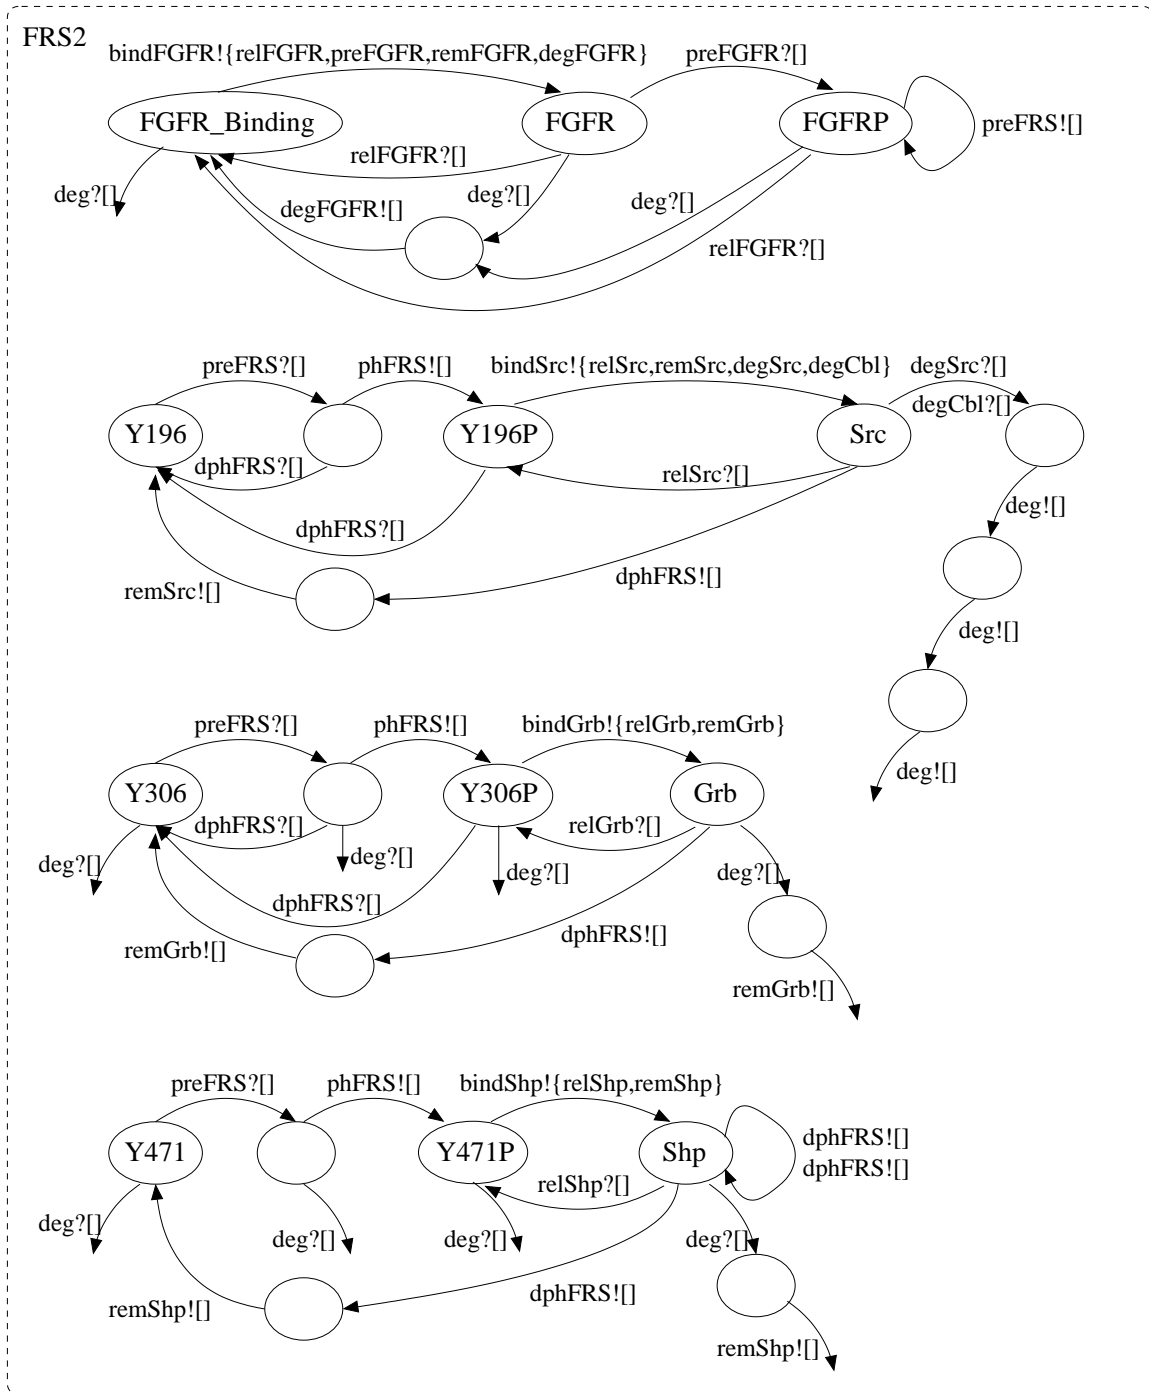 FRS2
bindFGFR!{relFGFR,preFGFR,remFGFR,degFGFR}
preFGFR?[]
FGFR_Binding
FGFR
FGFRP
preFRS![]
relFGFR?[]
deg?[]
degFGFR![]
deg?[]
deg?[]
relFGFR?[]
preFRS?[]
phFRS![]
bindSrc!{relSrc,remSrc,degSrc,degCbl}
degSrc?[]
degCbl?[]
Y196
Y196P
Src
dphFRS?[]
relSrc?[]
deg![]
dphFRS?[]
remSrc![]
dphFRS![]
deg![]
preFRS?[]
phFRS![]
bindGrb!{relGrb,remGrb}
deg![]
Y306
Y306P
Grb
dphFRS?[]
relGrb?[]
deg?[]
deg?[]
deg?[]
deg?[]
dphFRS?[]
remGrb![]
dphFRS![]
remGrb![]
preFRS?[]
phFRS![]
bindShp!{relShp,remShp}
Y471
Y471P
Shp
dphFRS![]
dphFRS![]
relShp?[]
deg?[]
deg?[]
deg?[]
deg?[]
remShp![]
dphFRS![]
remShp![]